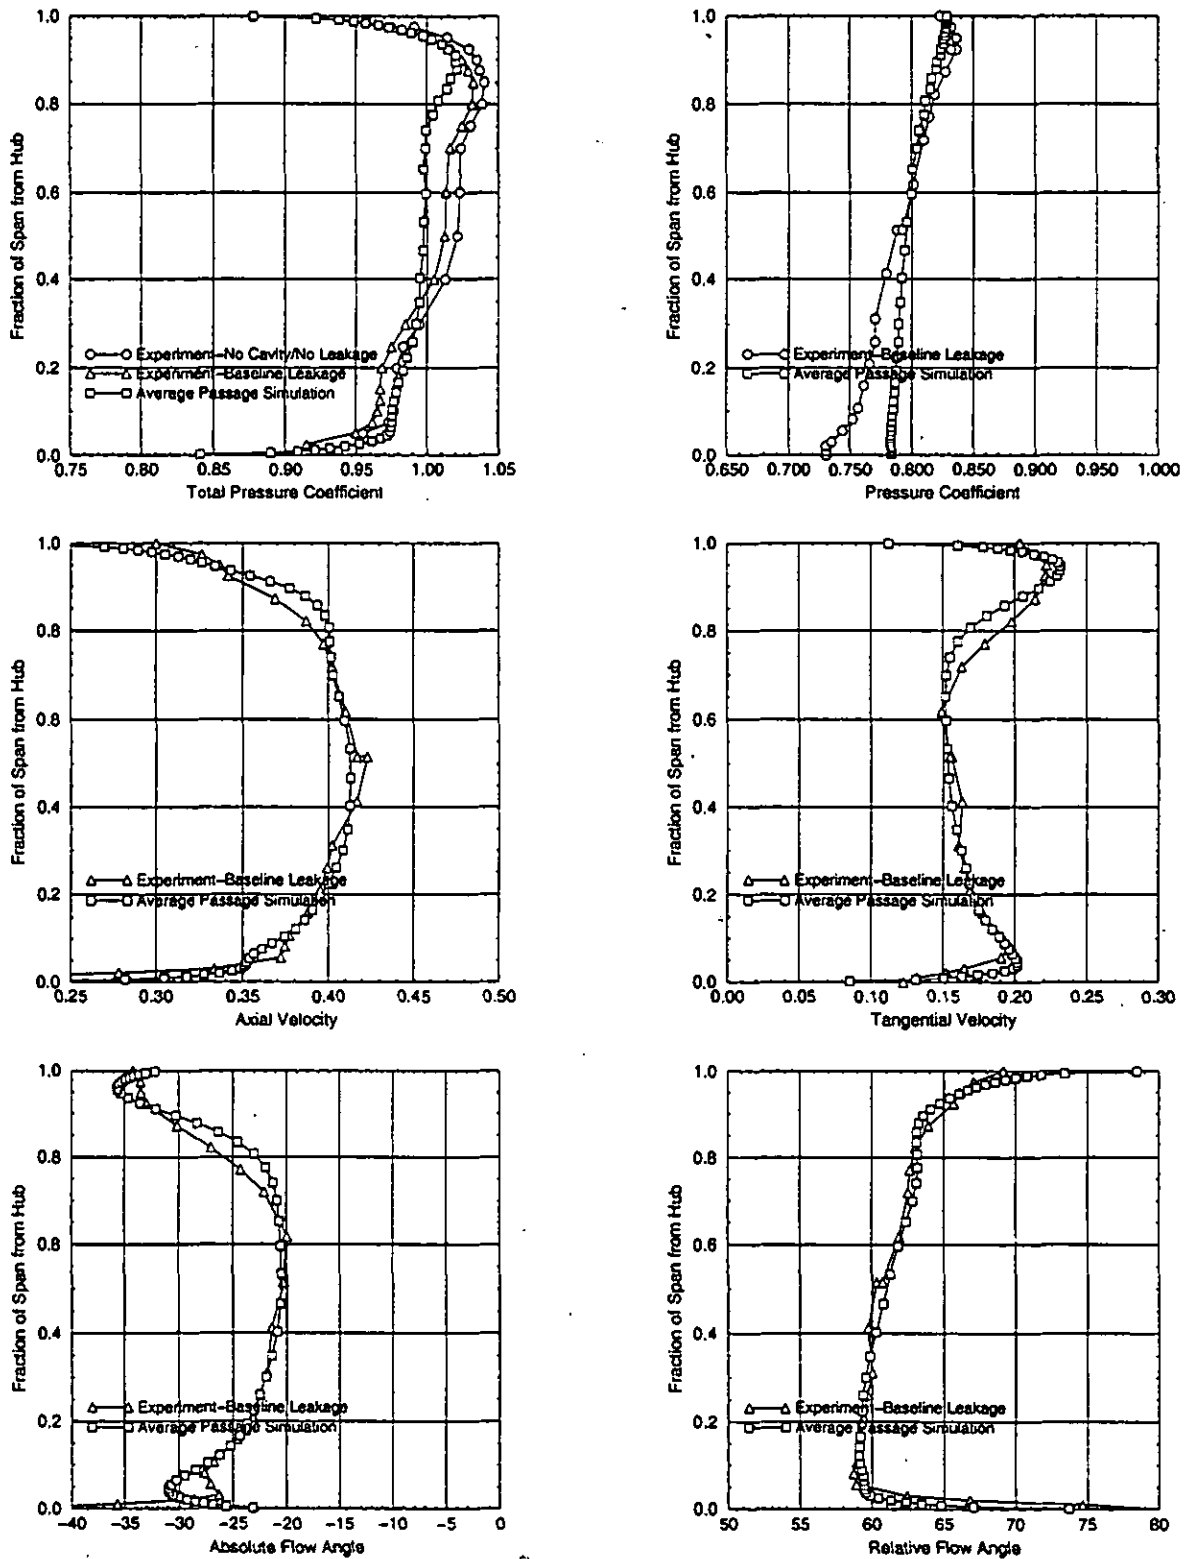 1.0
0.8
0.6
0.4
0.2
0.0
Fraction of Span from Hub
Experiment-No Cavity/No Leakage
Experiment-Baseline Leakage
Average Passage Simulation
0.75 0.80 0.85 0.90 0.95 1.00 1.05
Total Pressure Coefficient
1.0
0.8
0.6
0.4
0.2
0.0
Fraction of Span from Hub
Experiment-Baseline Leakage
Average Passage Simulation
0.650 0.700 0.750 0.800 0.850 0.900 0.950 1.000
Pressure Coefficient
1.0
0.8
0.6
0.4
0.2
0.0
Fraction of Span from Hub
Experiment-Baseline Leakage
Average Passage Simulation
0.25 0.30 0.35 0.40 0.45 0.50
Axial Velocity
1.0
0.8
0.6
0.4
0.2
0.0
Fraction of Span from Hub
Experiment-Baseline Leakage
Average Passage Simulation
0.00 0.05 0.10 0.15 0.20 0.25 0.30
Tangential Velocity
1.0
0.8
0.6
0.4
0.2
0.0
Fraction of Span from Hub
Experiment-Baseline Leakage
Average Passage Simulation
-40 -35 -30 -25 -20 -15 -10 -5 0
Absolute Flow Angle
1.0
0.8
0.6
0.4
0.2
0.0
Fraction of Span from Hub
Experiment-Baseline Leakage
Average Passage Simulation
50 55 60 65 70 75 80
Relative Flow Angle